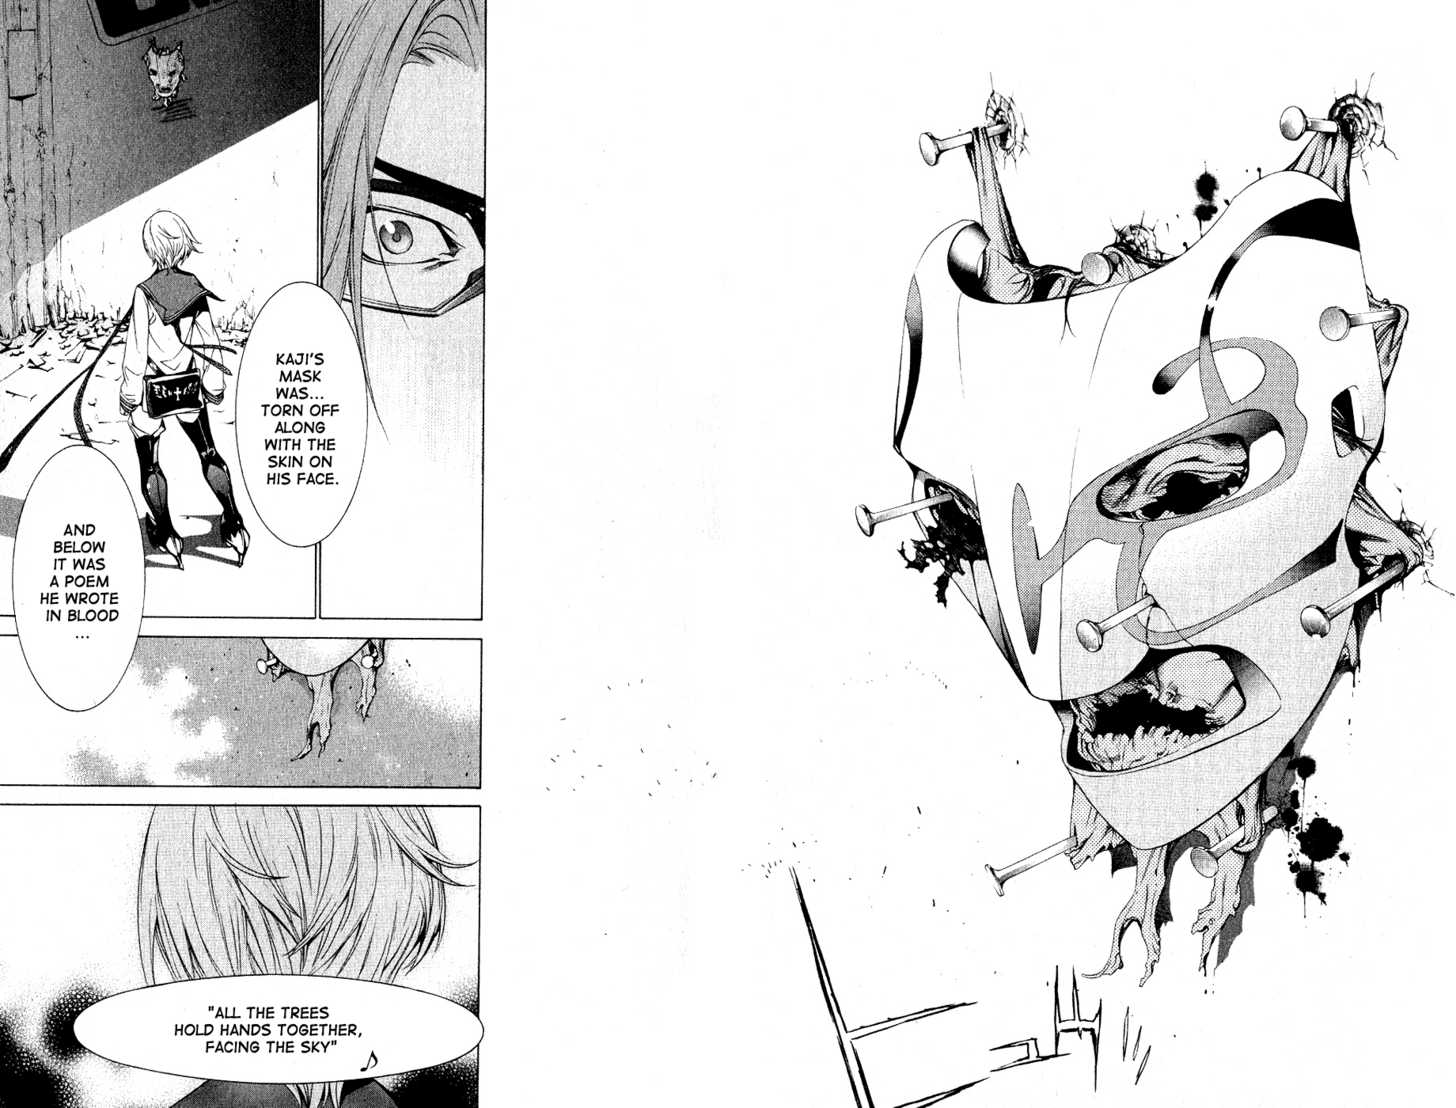 KAJI'S
MASK
WAS...
TORN OFF
ALONG
WITH THE
SKIN ON
HIS FACE.
AND
BELOW
IT WAS
A POEM
HE WROTE
IN BLOOD
...
"ALL THE TREES
HOLD HANDS TOGETHER,
FACING THE SKY"
♪